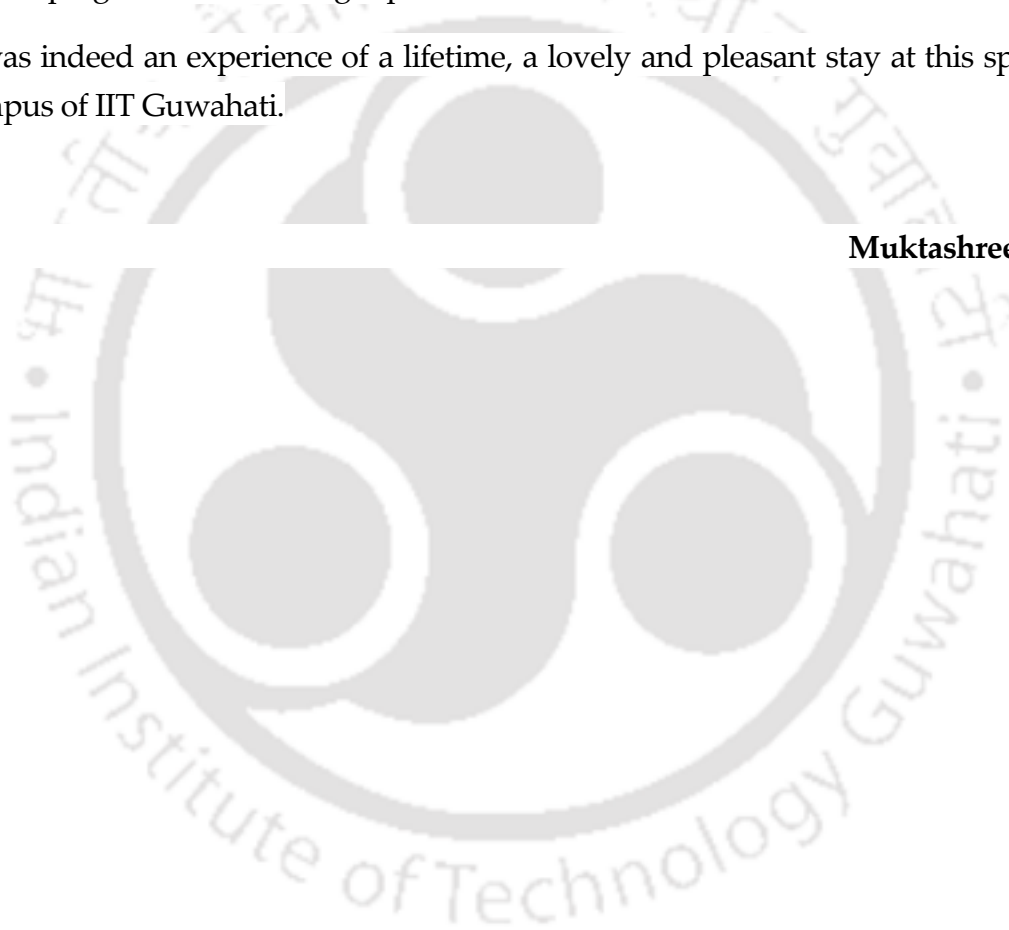 was indeed an experience of a lifetime, a lovely and pleasant stay at this sp
pus of IIT Guwahati.
Muktashree
Indian Institute of Technology Guwahati